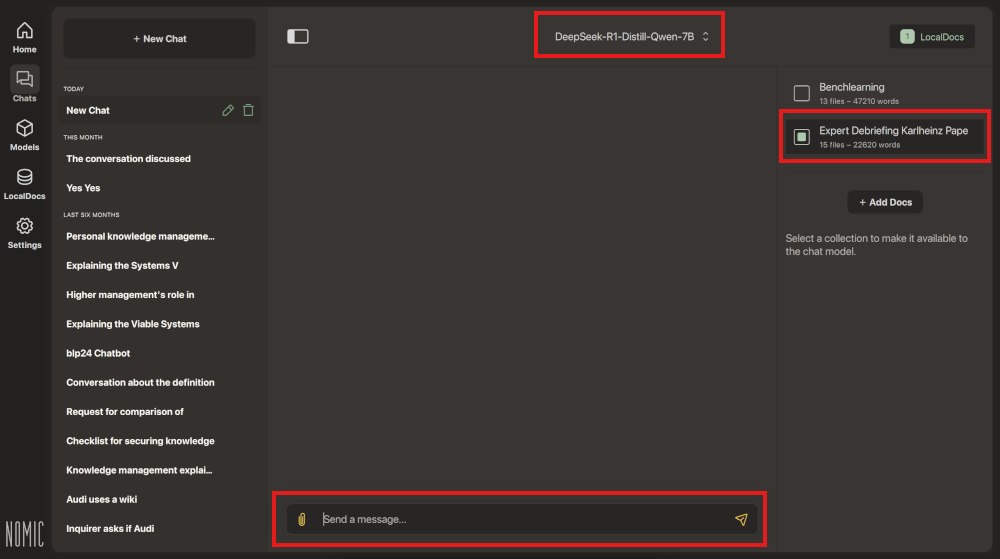 Home
Chats
Models
LocalDocs
Settings
NOMIC
+ New Chat
TODAY
New Chat
THIS MONTH
The conversation discussed
Yes Yes
LAST SIX MONTHS
Personal knowledge manageme...
Explaining the Systems V
Higher management's role in
Explaining the Viable Systems
blp24 Chatbot
Conversation about the definition
Request for comparison of
Checklist for securing knowledge
Knowledge management explai...
Audi uses a wiki
Inquirer asks if Audi
DeepSeek-R1-Distill-Qwen-7B
Send a message...
1 LocalDocs
Benchlearning
13 files – 47210 words
Expert Debriefing Karlheinz Pape
15 files – 22620 words
+ Add Docs
Select a collection to make it available to
the chat model.